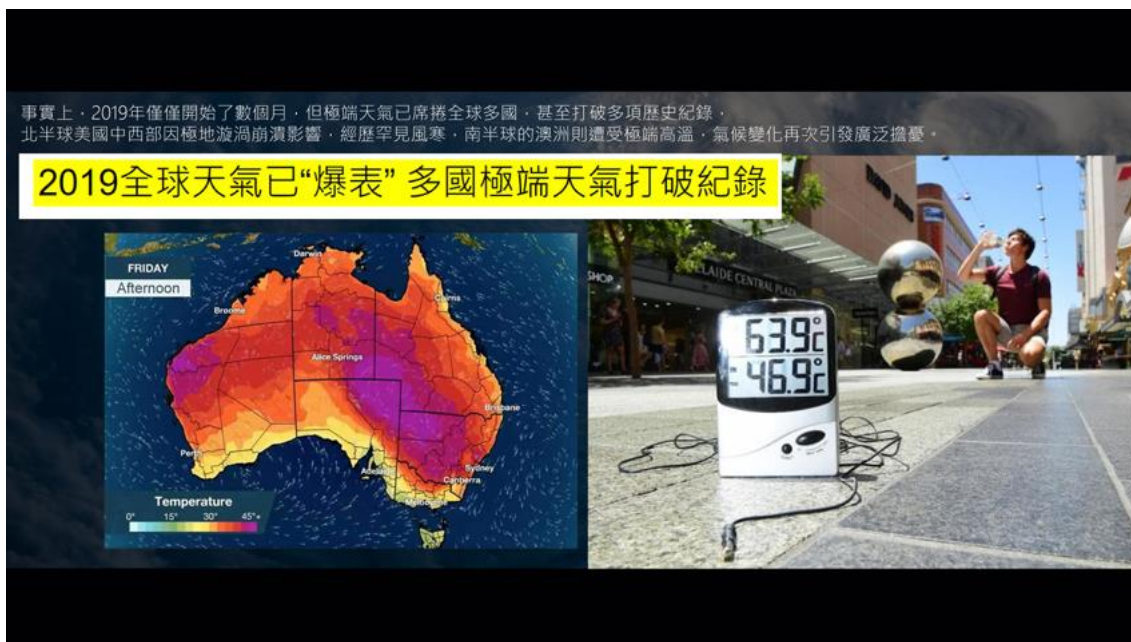 事實上，2019年僅僅開始了數個月，但極端天氣已席捲全球多國，甚至打破多項歷史紀錄，
北半球美國中西部因極地漩渦崩潰影響，經歷罕見風寒，南半球的澳洲則遭受極端高溫，氣候變化再次引發廣泛擔憂。
2019全球天氣已“爆表” 多國極端天氣打破紀錄
FRIDAY
Afternoon
Darwin
Cairns
Broome
Alice Springs
Brisbane
Perth
Adelaide
Sydney
Canberra
Melbourne
Temperature
0° 15° 30° 45°+
SHOP
ADELAIDE CENTRAL PLAZA
63.9°C
46.9°C